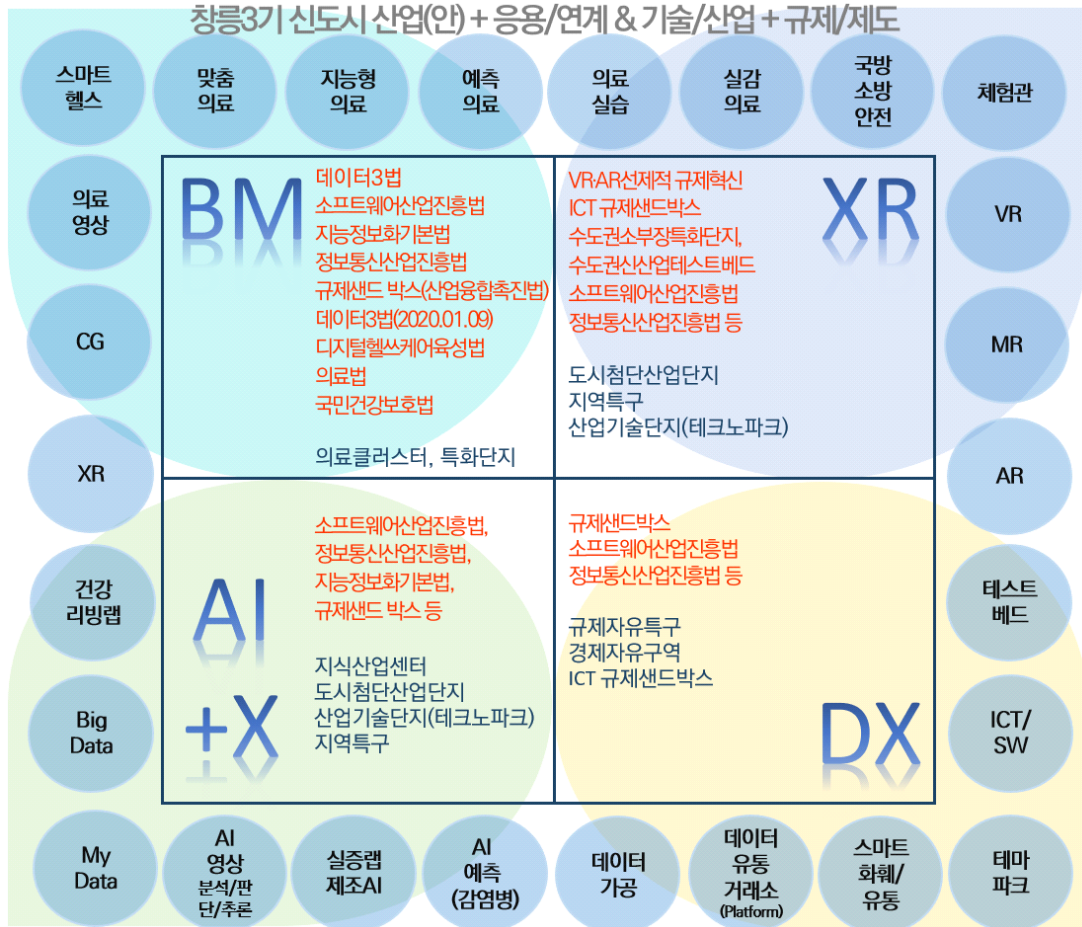 창릉3기 신도시 산업(안) + 응용/연계 & 기술/산업 + 규제/제도
스마트
헬스
맞춤
의료
지능형
의료
예측
의료
의료
실습
실감
의료
국방
소방
안전
체험관
의료
영상
CG
XR
건강
리빙랩
Big
Data
BM
데이터3법
소프트웨어산업진흥법
지능정보화기본법
정보통신산업진흥법
규제샌드 박스(산업융합촉진법)
데이터3법(2020.01.09)
디지털헬쓰케어육성법
의료법
국민건강보호법
의료클러스터, 특화단지
XR
VR·AR선제적 규제혁신
ICT 규제샌드박스
수도권소부장특화단지,
수도권신산업테스트베드
소프트웨어산업진흥법
정보통신산업진흥법 등
도시첨단산업단지
지역특구
산업기술단지(테크노파크)
AI
+X
소프트웨어산업진흥법,
정보통신산업진흥법,
지능정보화기본법,
규제샌드 박스 등
지식산업센터
도시첨단산업단지
산업기술단지(테크노파크)
지역특구
규제샌드박스
소프트웨어산업진흥법
정보통신산업진흥법 등
규제자유특구
경제자유구역
ICT 규제샌드박스
DX
VR
MR
AR
테스트
베드
ICT/
SW
My
Data
AI
영상
분석/판
단/추론
실증랩
제조AI
AI
예측
(감염병)
데이터
가공
데이터
유통
거래소
(Platform)
스마트
화훼/
유통
테마
파크